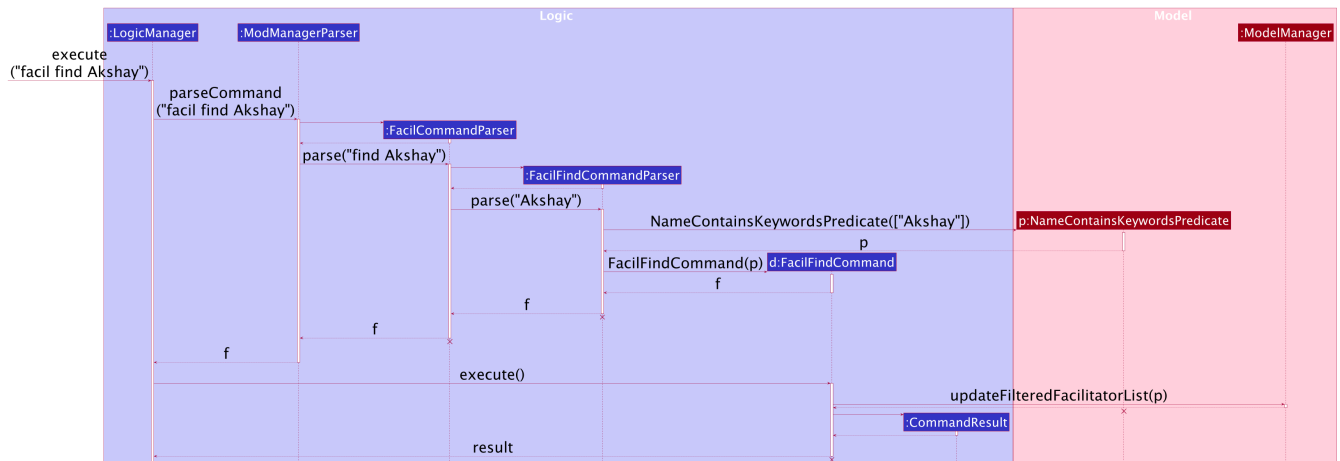 Logic
Model
:LogicManager
:ModManagerParser
:ModelManager
execute
("facil find Akshay")
parseCommand
("facil find Akshay")
:FacilCommandParser
parse("find Akshay")
:FacilFindCommandParser
parse("Akshay")
NameContainsKeywordsPredicate(["Akshay"])
p:NameContainsKeywordsPredicate
p
FacilFindCommand(p)
d:FacilFindCommand
f
f
f
f
execute()
updateFilteredFacilitatorList(p)
:CommandResult
result